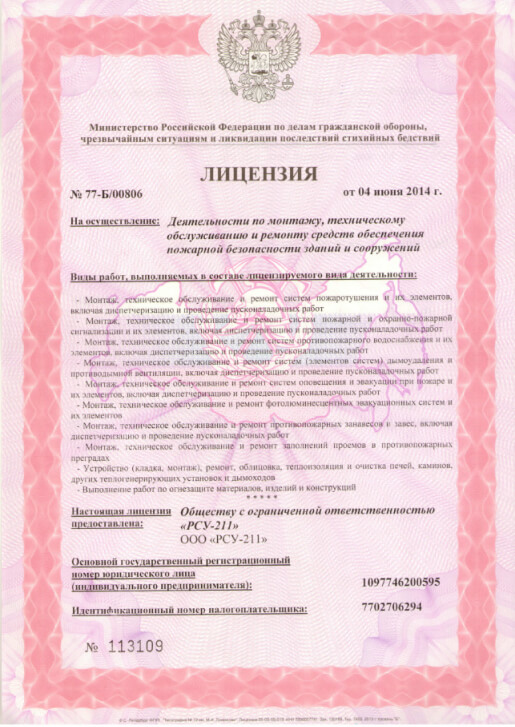 Министерство Российской Федерации по делам гражданской обороны,
чрезвычайным ситуациям и ликвидации последствий стихийных бедствий
ЛИЦЕНЗИЯ
№ 77-Б/00806 от 04 июня 2014 г.
На осуществление: Деятельности по монтажу, техническому
обслуживанию и ремонту средств обеспечения
пожарной безопасности зданий и сооружений
Виды работ, выполняемых в составе лицензируемого вида деятельности:
- Монтаж, техническое обслуживание и ремонт систем пожаротушения и их элементов,
включая диспетчеризацию и проведение пусконаладочных работ
- Монтаж, техническое обслуживание и ремонт систем пожарной и охранно-пожарной
сигнализации и их элементов, включая диспетчеризацию и проведение пусконаладочных работ
- Монтаж, техническое обслуживание и ремонт систем противопожарного водоснабжения и их
элементов, включая диспетчеризацию и проведение пусконаладочных работ
- Монтаж, техническое обслуживание и ремонт систем (элементов систем) дымоудаления и
противодымной вентиляции, включая диспетчеризацию и проведение пусконаладочных работ
- Монтаж, техническое обслуживание и ремонт систем оповещения и эвакуации при пожаре и
их элементов, включая диспетчеризацию и проведение пусконаладочных работ
- Монтаж, техническое обслуживание и ремонт фотолюминесцентных эвакуационных систем и
их элементов
- Монтаж, техническое обслуживание и ремонт противопожарных занавесов и завес, включая
диспетчеризацию и проведение пусконаладочных работ
- Монтаж, техническое обслуживание и ремонт заполнений проемов в противопожарных
преградах
- Устройство (кладка, монтаж), ремонт, облицовка, теплоизоляция и очистка печей, каминов,
других теплогенерирующих установок и дымоходов
- Выполнение работ по огнезащите материалов, изделий и конструкций
* * * * *
Настоящая лицензия Обществу с ограниченной ответственностью
предоставлена: «РСУ-211»
ООО «РСУ-211»
Основной государственный регистрационный
номер юридического лица
(индивидуального предпринимателя): 1097746200595
Идентификационный номер налогоплательщика: 7702706294
№ 113109